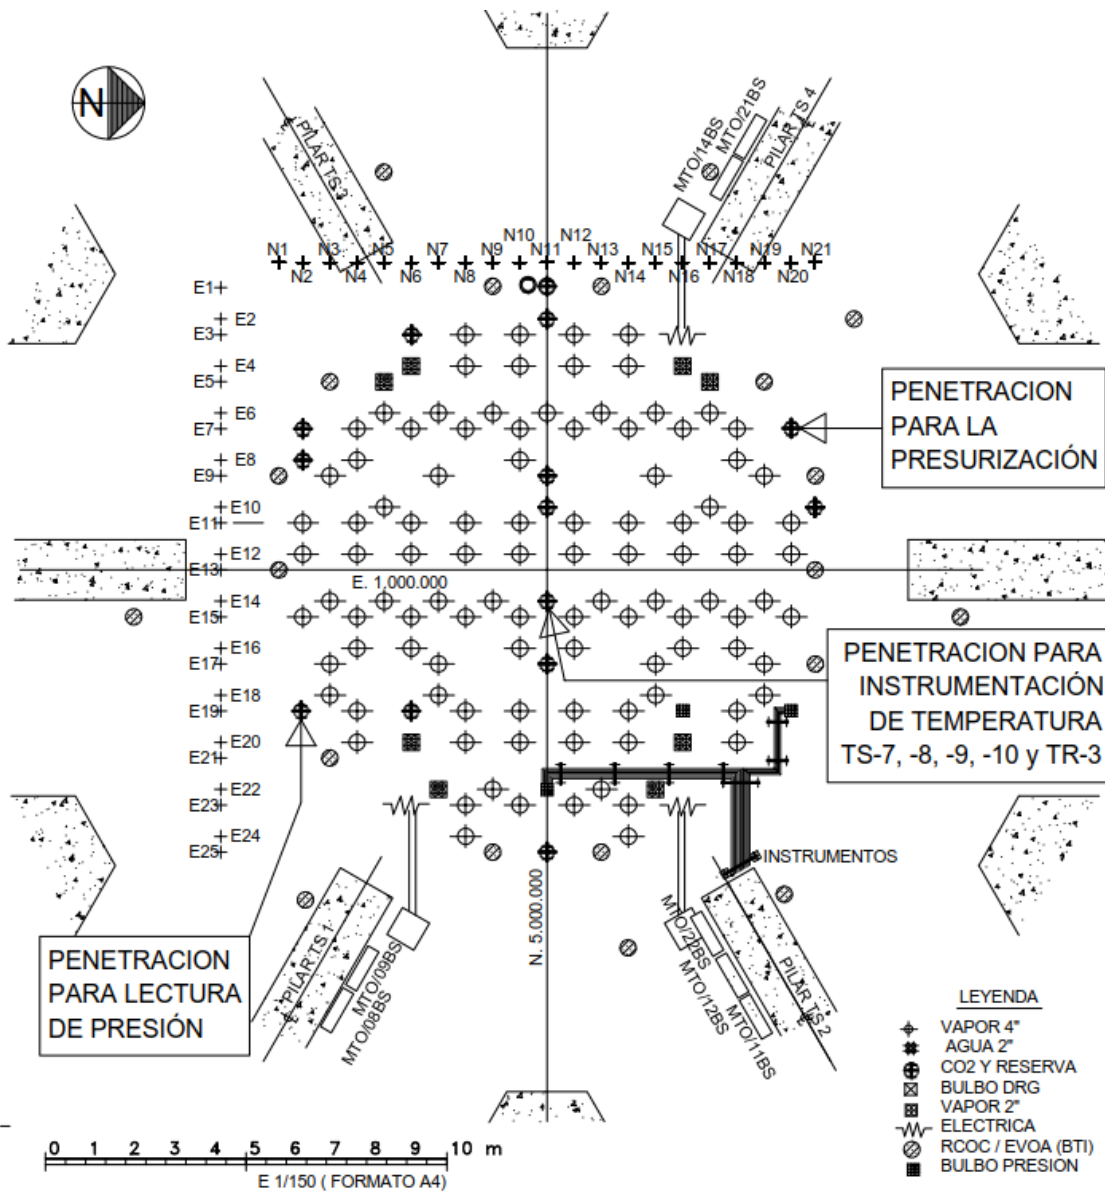 N
PILAR TS 3
MTO/14BS
MTO/21BS
PILAR TS 4
N10
N12
N1
N3
N5
N7
N9
N11
N13
N15
N17
N19
N21
N2
N4
N6
N8
N14
N16
N18
N20
E1
E2
E3
E4
E5
E6
E7
E8
E9
E10
E11
E12
E13
E. 1,000.000
E14
E15
E16
E17
E18
E19
E20
E21
E22
E23
E24
E25
PENETRACION
PARA LA
PRESURIZACIÓN
PENETRACION PARA
INSTRUMENTACIÓN
DE TEMPERATURA
TS-7, -8, -9, -10 y TR-3
INSTRUMENTOS
N. 5.000.000
PENETRACION
PARA LECTURA
DE PRESIÓN
PILAR TS 1
MTO/09BS
MTO/08BS
MTO/22BS
MTO/12BS
MTO/11BS
PILAR TS 2
LEYENDA
VAPOR 4"
AGUA 2"
CO2 Y RESERVA
BULBO DRG
VAPOR 2"
ELECTRICA
RCOC / EVOA (BTI)
BULBO PRESION
0 1 2 3 4 5 6 7 8 10 m
E 1/150 ( FORMATO A4)